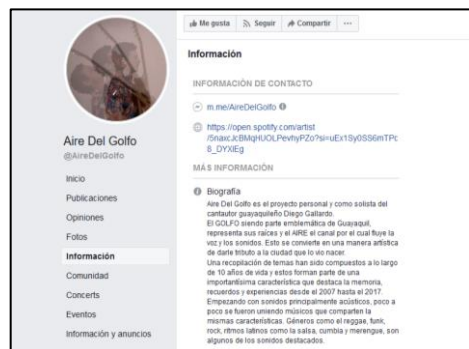 Me gusta Seguir Compartir ...
Información
INFORMACIÓN DE CONTACTO
m.me/AireDelGolfo
https://open.spotify.com/artist
MÁS INFORMACIÓN
Biografía
Aire Del Golfo es el proyecto personal y como solista del
cantautor guayaquileño Diego Gallardo.
El GOLFO siendo parte emblemática de Guayaquil,
representa sus raíces y el AIRE el canal por el cual fluye la
voz y los sonidos. Esto se convierte en una manera artística
de darle tributo a la ciudad que lo vio nacer.
Una recopilación de temas han sido compuestos a lo largo
de 10 años de vida y estos forman parte de una
importantísima característica que destaca la memoria,
recuerdos y experiencias desde el 2007 hasta el 2017.
Empezando con sonidos principalmente acústicos, poco a
poco se fueron uniendo músicos que comparten la
mismas características. Géneros como el reggae, funk,
rock, ritmos latinos como la salsa, cumbia y merengue, son
algunos de los sonidos destacados.
Aire Del Golfo
@AireDelGolfo
Inicio
Publicaciones
Opiniones
Fotos
Información
Comunidad
Concerts
Eventos
Información y anuncios